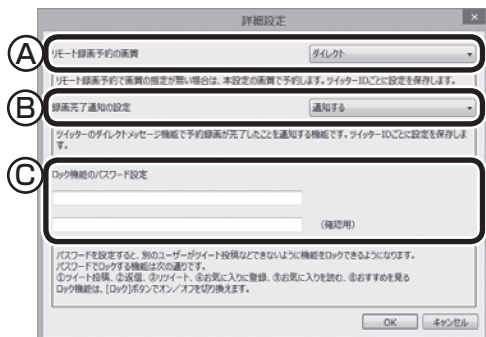 詳細設定
×
Ⓐ
リモート録画予約の画質 ダイレクト
リモート録画予約で画質の指定が無い場合は、本設定の画質で予約します。ツイッターIDごとに設定を保存します。
Ⓑ
録画完了通知の設定 通知する
ツイッターのダイレクトメッセージ機能で予約録画が完了したことを通知する機能です。ツイッターIDごとに設定を保存しま
す。
Ⓒ
ロック機能のパスワード設定
(確認用)
パスワードを設定すると、別のユーザーがツイート投稿などできないように機能をロックできるようになります。
パスワードでロックする機能は次の通りです。
①ツイート投稿、②返信、③リツイート、④お気に入りに登録、⑤お気に入りを読む、⑥おすすめを見る
ロック機能は、[ロック]ボタンでオン/オフを切り換えます。
OK キャンセル